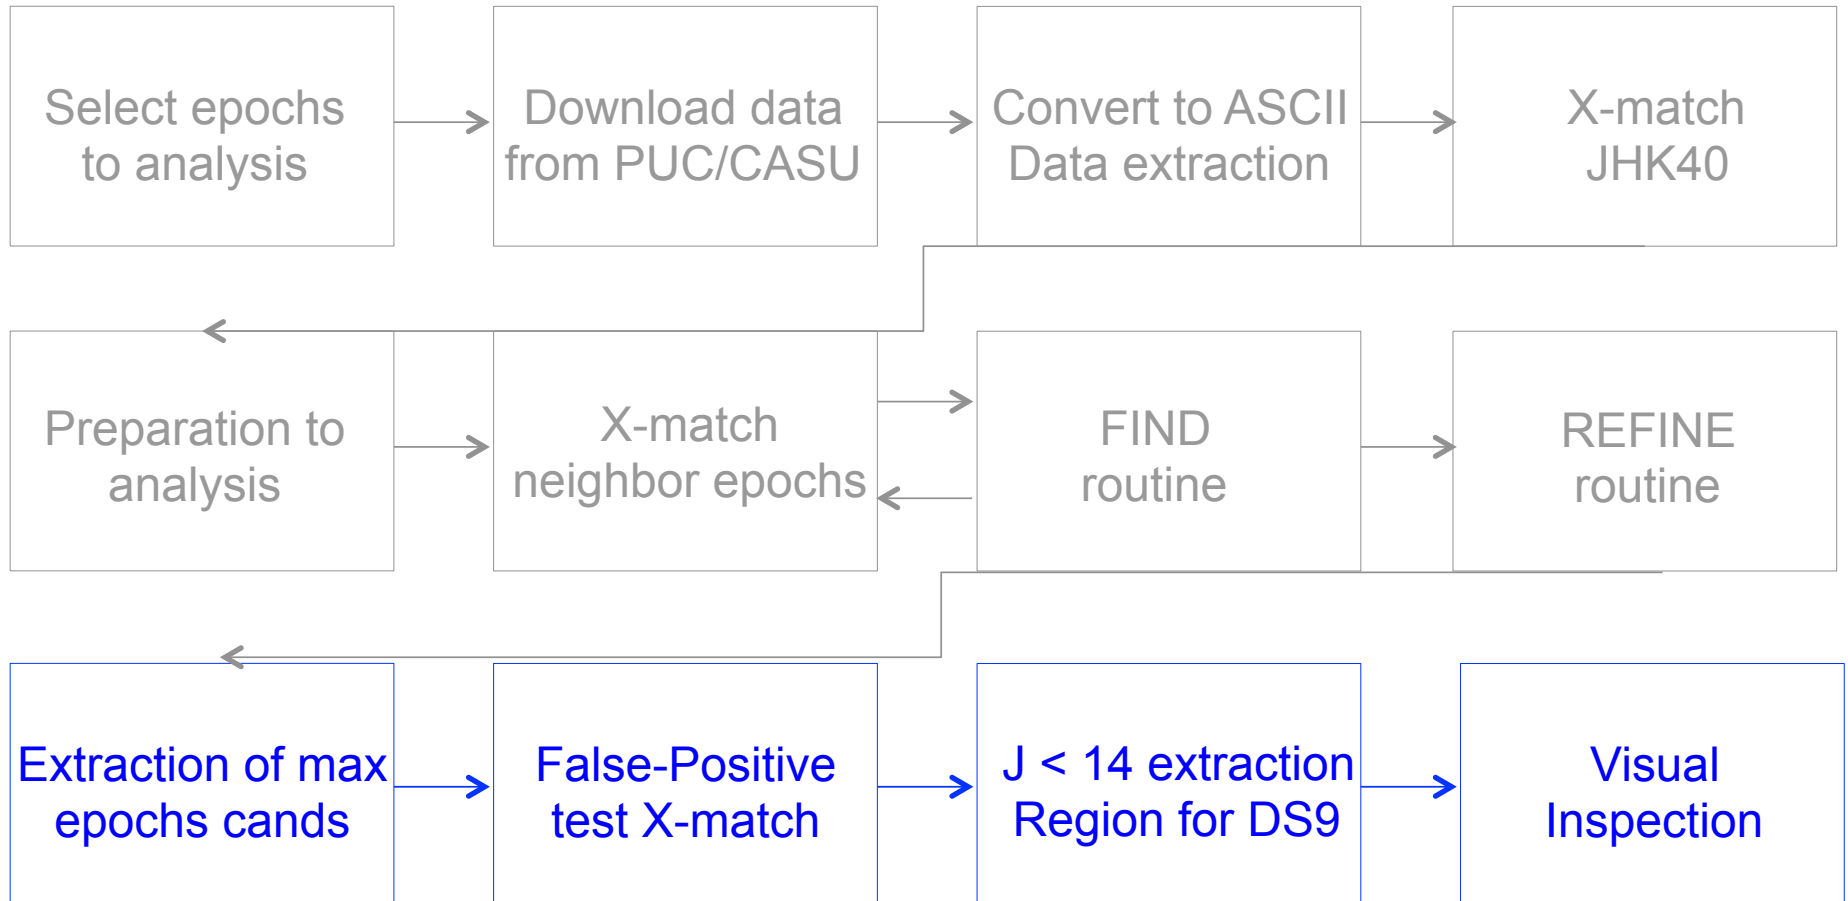 Select epochs
to analysis
Download data
from PUC/CASU
Convert to ASCII
Data extraction
X-match
JHK40
Preparation to
analysis
X-match
neighbor epochs
FIND
routine
REFINE
routine
Extraction of max
epochs cands
False-Positive
test X-match
J < 14 extraction
Region for DS9
Visual
Inspection